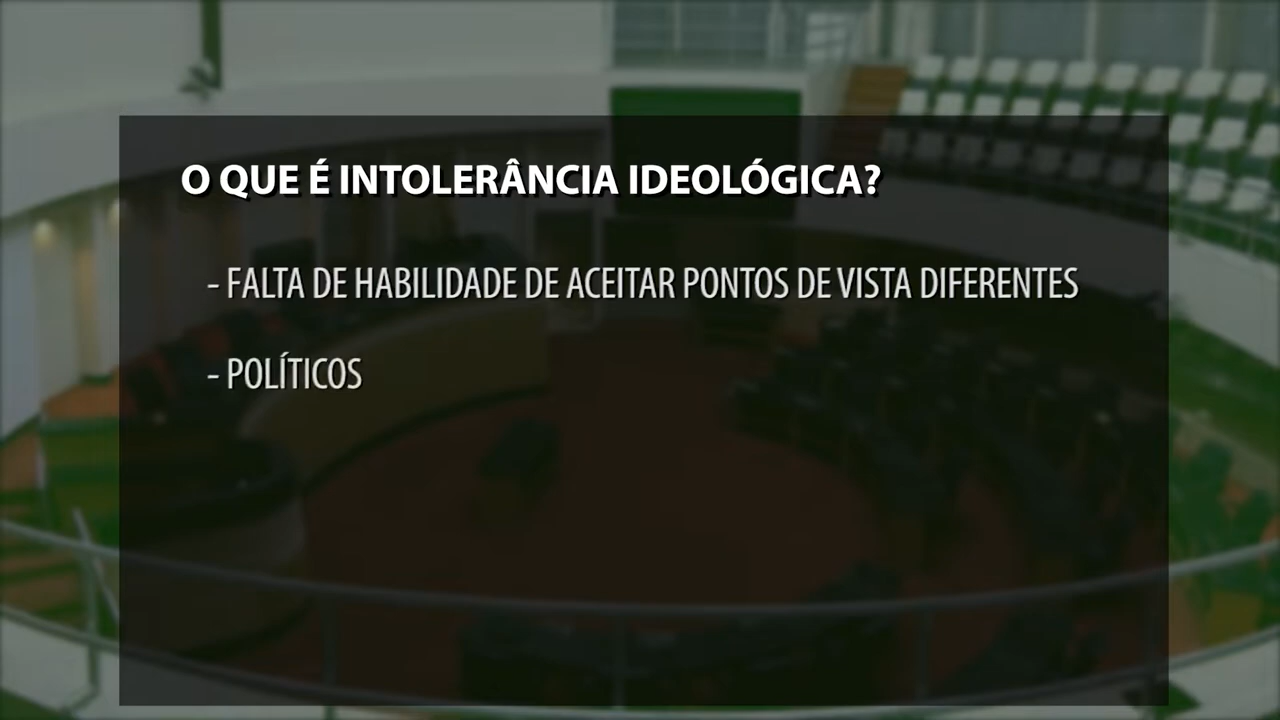 O QUE É INTOLERÂNCIA IDEOLÓGICA?
- FALTA DE HABILIDADE DE ACEITAR PONTOS DE VISTA DIFERENTES
- POLÍTICOS